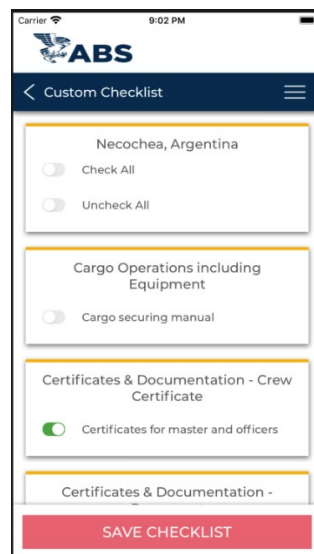 Carrier 9:02 PM
ABS
Custom Checklist
Necochea, Argentina
Check All
Uncheck All
Cargo Operations including
Equipment
Cargo securing manual
Certificates & Documentation - Crew
Certificate
Certificates for master and officers
Certificates & Documentation -
SAVE CHECKLIST